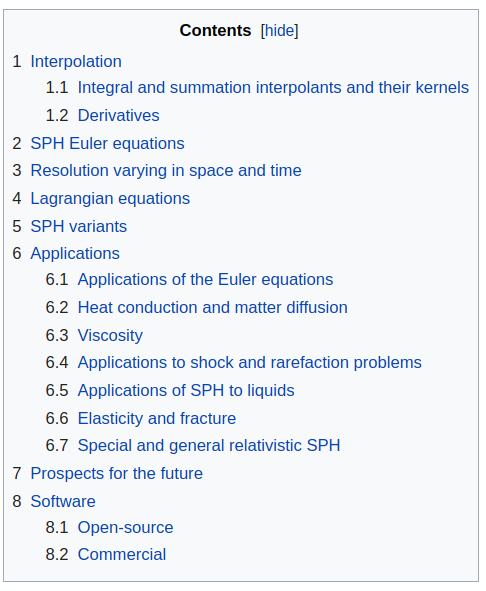 Contents [hide]
1 Interpolation
1.1 Integral and summation interpolants and their kernels
1.2 Derivatives
2 SPH Euler equations
3 Resolution varying in space and time
4 Lagrangian equations
5 SPH variants
6 Applications
6.1 Applications of the Euler equations
6.2 Heat conduction and matter diffusion
6.3 Viscosity
6.4 Applications to shock and rarefaction problems
6.5 Applications of SPH to liquids
6.6 Elasticity and fracture
6.7 Special and general relativistic SPH
7 Prospects for the future
8 Software
8.1 Open-source
8.2 Commercial